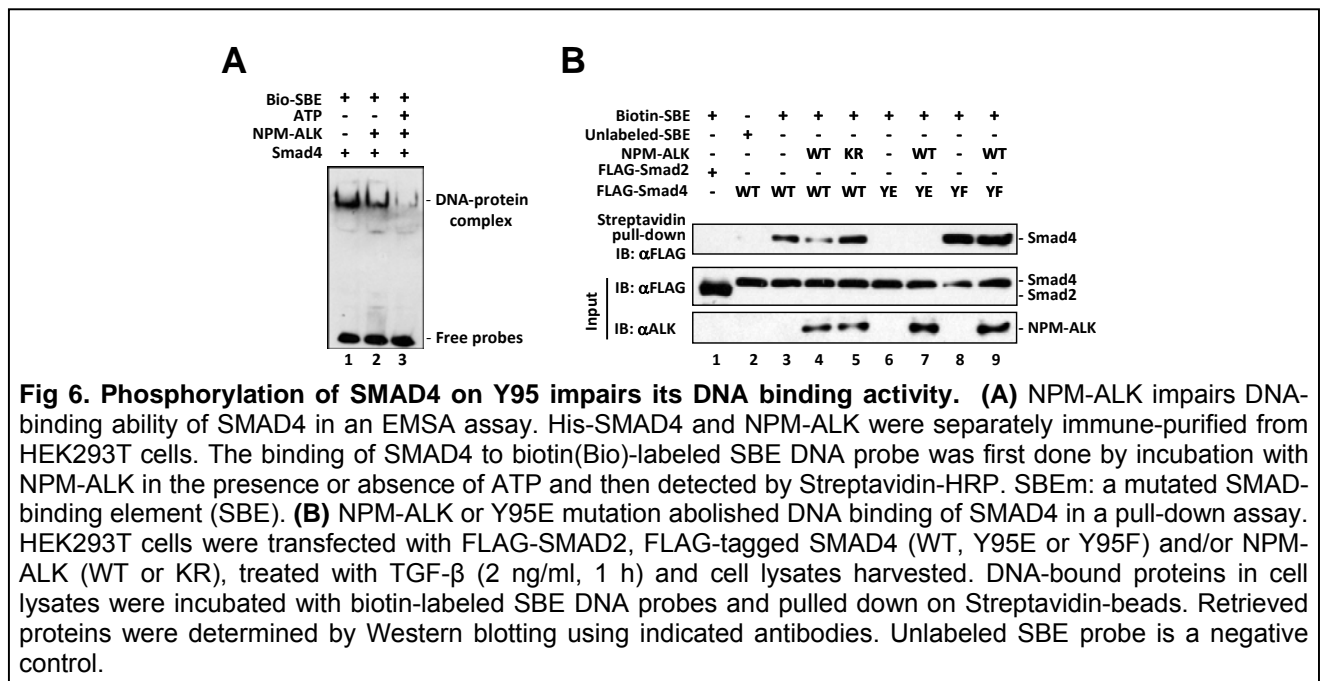 A
Bio-SBE + + +
ATP - - +
NPM-ALK - + +
Smad4 + + +
- DNA-protein
complex
- Free probes
1 2 3
B
Biotin-SBE + - + + + + + + +
Unlabeled-SBE - + - - - - - - -
NPM-ALK - - - WT KR - WT - WT
FLAG-Smad2 + - - - - - - - -
FLAG-Smad4 - WT WT WT WT YE YE YF YF
Streptavidin
pull-down
IB: αFLAG
- Smad4
Input
IB: αFLAG
- Smad4
- Smad2
IB: αALK
- NPM-ALK
1 2 3 4 5 6 7 8 9
Fig 6. Phosphorylation of SMAD4 on Y95 impairs its DNA binding activity. (A) NPM-ALK impairs DNA-
binding ability of SMAD4 in an EMSA assay. His-SMAD4 and NPM-ALK were separately immune-purified from
HEK293T cells. The binding of SMAD4 to biotin(Bio)-labeled SBE DNA probe was first done by incubation with
NPM-ALK in the presence or absence of ATP and then detected by Streptavidin-HRP. SBEm: a mutated SMAD-
binding element (SBE). (B) NPM-ALK or Y95E mutation abolished DNA binding of SMAD4 in a pull-down assay.
HEK293T cells were transfected with FLAG-SMAD2, FLAG-tagged SMAD4 (WT, Y95E or Y95F) and/or NPM-
ALK (WT or KR), treated with TGF-β (2 ng/ml, 1 h) and cell lysates harvested. DNA-bound proteins in cell
lysates were incubated with biotin-labeled SBE DNA probes and pulled down on Streptavidin-beads. Retrieved
proteins were determined by Western blotting using indicated antibodies. Unlabeled SBE probe is a negative
control.